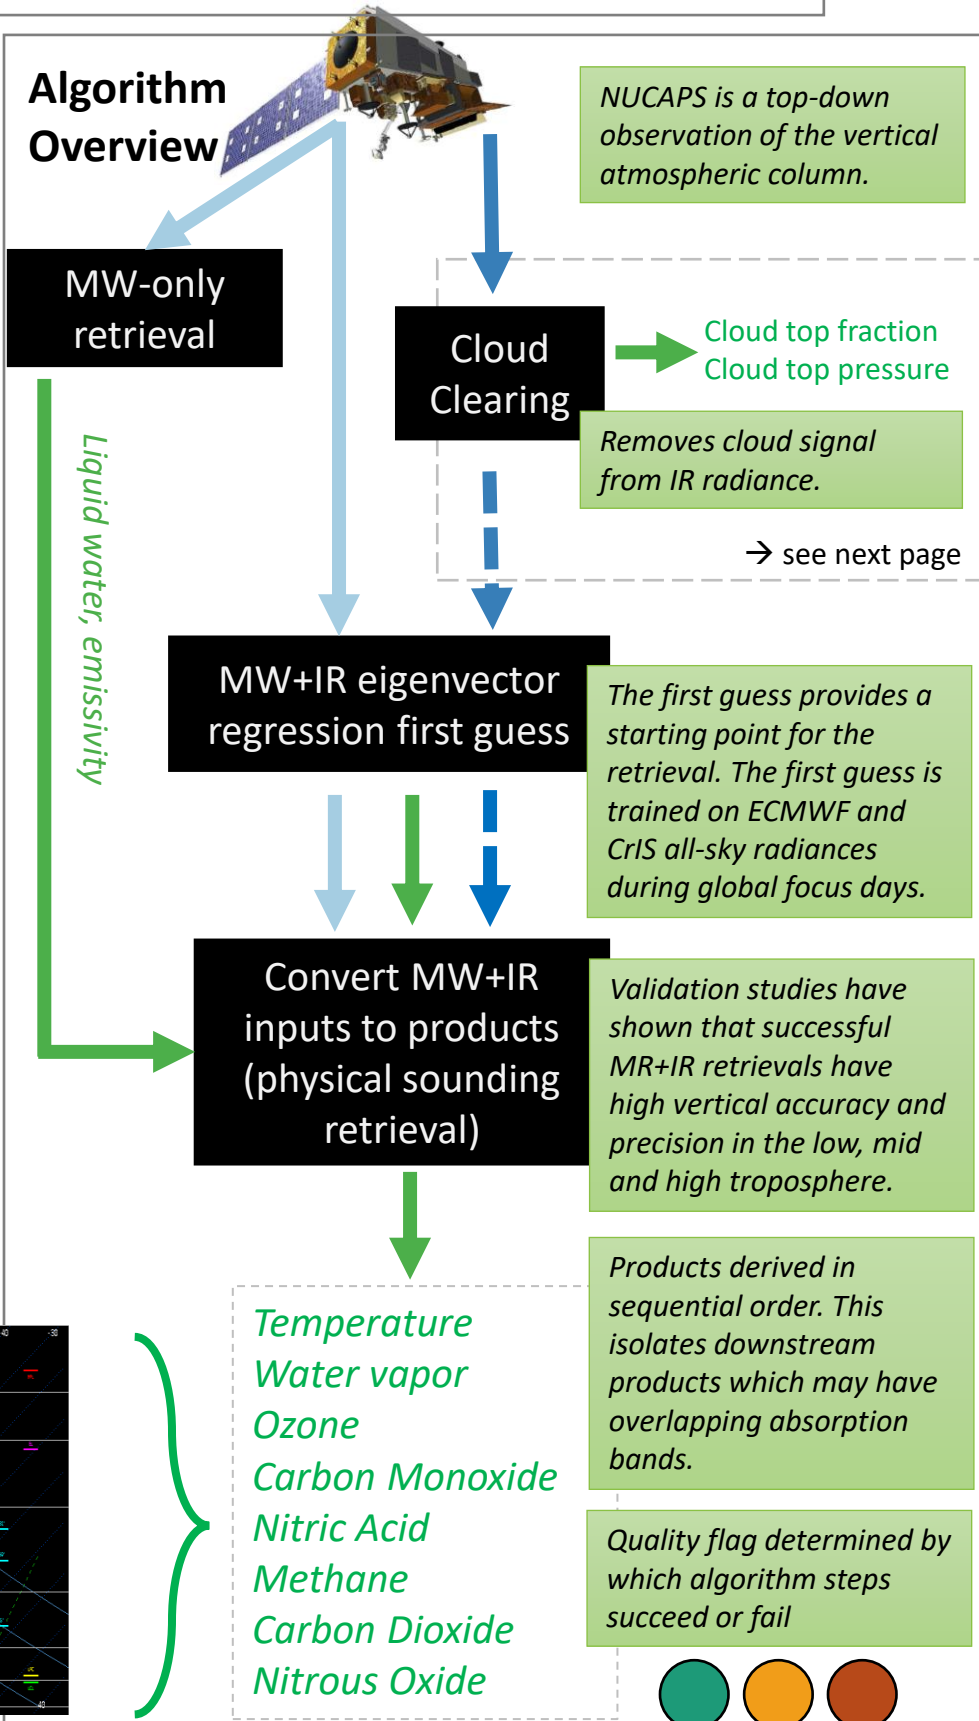 Algorithm
Overview
NUCAPS is a top-down
observation of the vertical
atmospheric column.
MW-only
retrieval
Cloud
Clearing
Cloud top fraction
Cloud top pressure
Removes cloud signal
from IR radiance.
→ see next page
Liquid water, emissivity
MW+IR eigenvector
regression first guess
The first guess provides a
starting point for the
retrieval. The first guess is
trained on ECMWF and
CrIS all-sky radiances
during global focus days.
Convert MW+IR
inputs to products
(physical sounding
retrieval)
Validation studies have
shown that successful
MR+IR retrievals have
high vertical accuracy and
precision in the low, mid
and high troposphere.
Products derived in
sequential order. This
isolates downstream
products which may have
overlapping absorption
bands.
Temperature
Water vapor
Ozone
Carbon Monoxide
Nitric Acid
Methane
Carbon Dioxide
Nitrous Oxide
Quality flag determined by
which algorithm steps
succeed or fail
-30
40